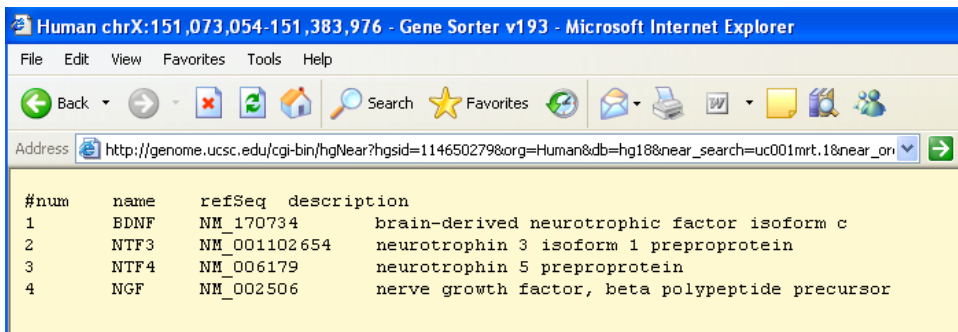 Human chrX:151,073,054-151,383,976 - Gene Sorter v193 - Microsoft Internet Explorer
File Edit View Favorites Tools Help
Back Search Favorites
Address http://genome.ucsc.edu/cgi-bin/hgNear?hgsid=114650279&org=Human&db=hg18&near_search=uc001mrt.1&near_or
#num name refSeq description
1 BDNF NM_170734 brain-derived neurotrophic factor isoform c
2 NTF3 NM_001102654 neurotrophin 3 isoform 1 preproprotein
3 NTF4 NM_006179 neurotrophin 5 preproprotein
4 NGF NM_002506 nerve growth factor, beta polypeptide precursor